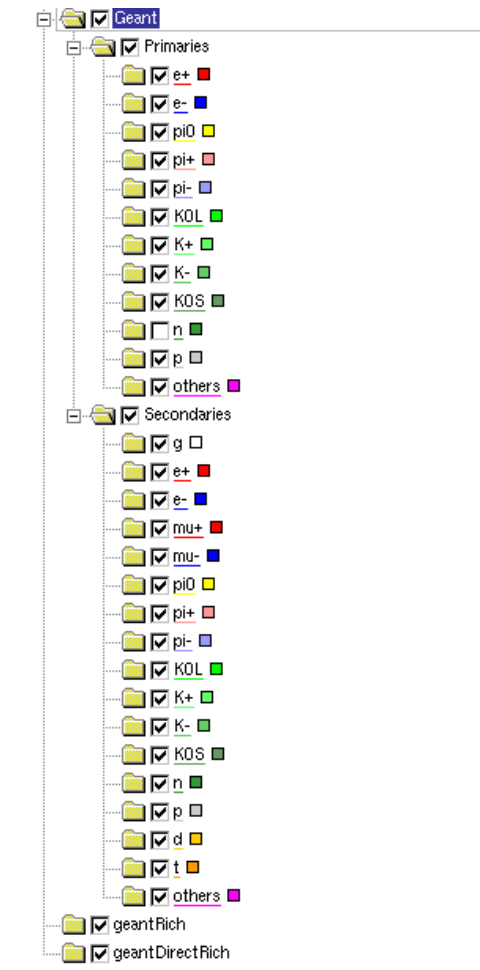 Geant
Primaries
e+
e-
pi0
pi+
pi-
K0L
K+
K-
K0S
n
p
others
Secondaries
g
e+
e-
mu+
mu-
pi0
pi+
pi-
K0L
K+
K-
K0S
n
p
d
t
others
geantRich
geantDirectRich